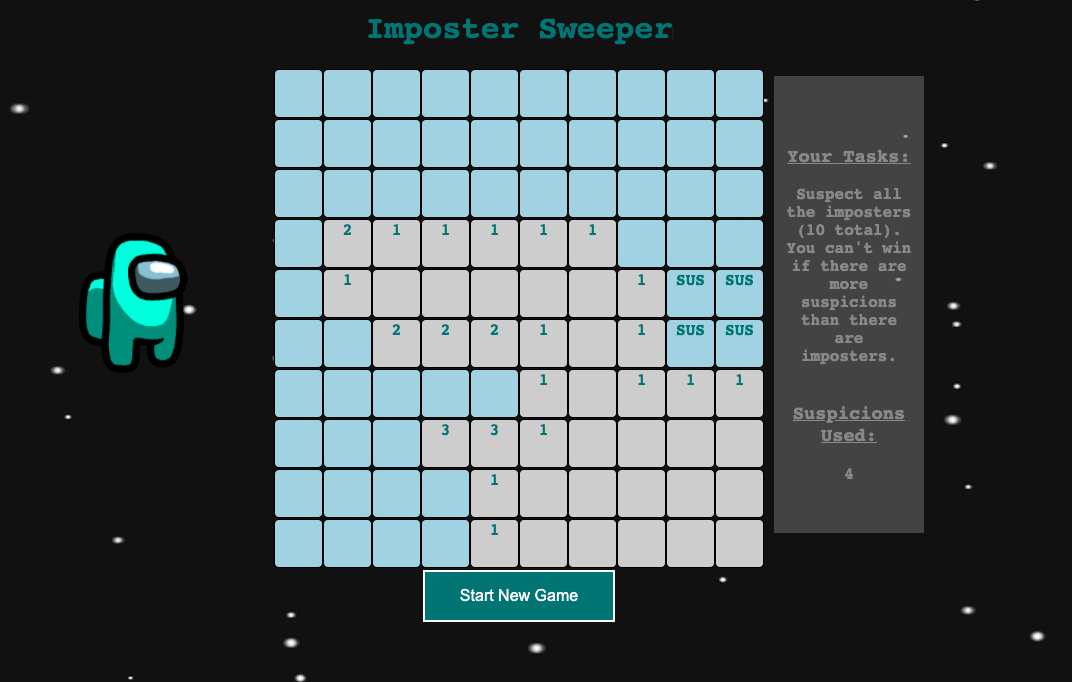 Imposter Sweeper
2 1 1 1 1 1
1 1 SUS SUS
2 2 2 1 1 SUS SUS
1 1 1 1
3 3 1
1
1
Your Tasks:
Suspect all
the imposters
(10 total).
You can't win
if there are
more
suspicions
than there
are
imposters.
Suspicions
Used:
4
Start New Game